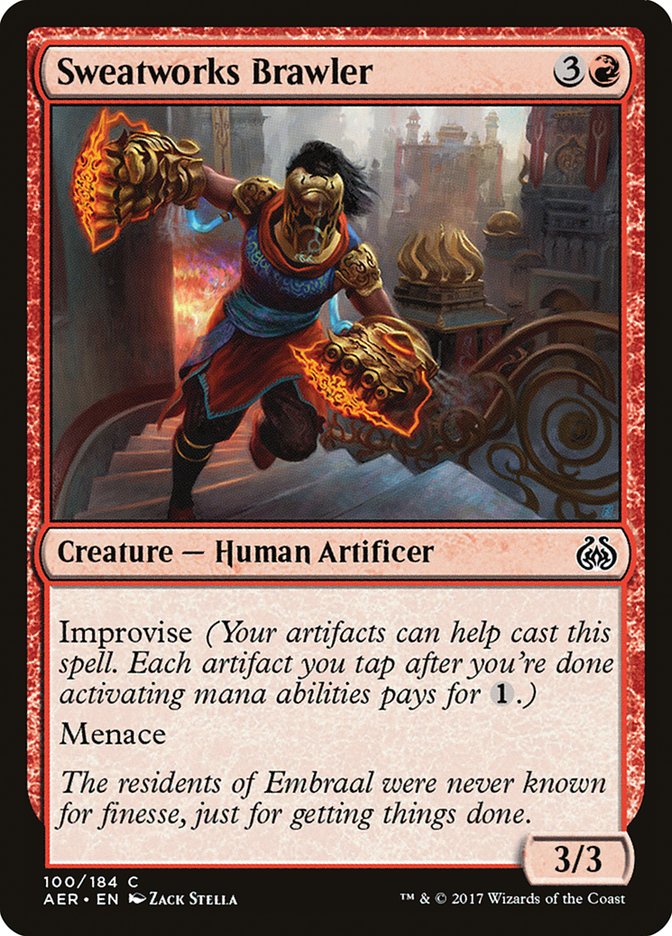 Sweatworks Brawler 3
Creature — Human Artificer
Improvise (Your artifacts can help cast this
spell. Each artifact you tap after you're done
activating mana abilities pays for 1.)
Menace
The residents of Embraal were never known
for finesse, just for getting things done.
3/3
100/184 C
AER • EN Zack Stella ™ & © 2017 Wizards of the Coast